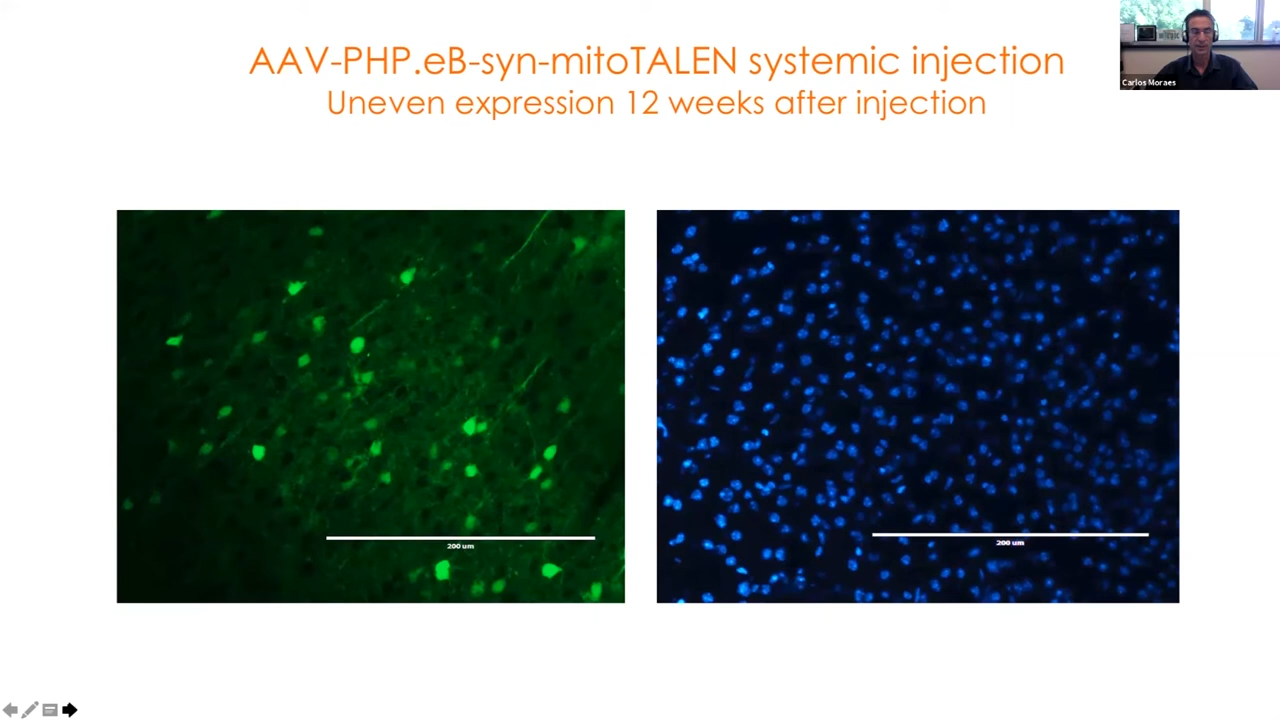 AAV-PHP.eB-syn-mitoTALEN systemic injection
Uneven expression 12 weeks after injection
Carlos Moraes
200 um
200 um